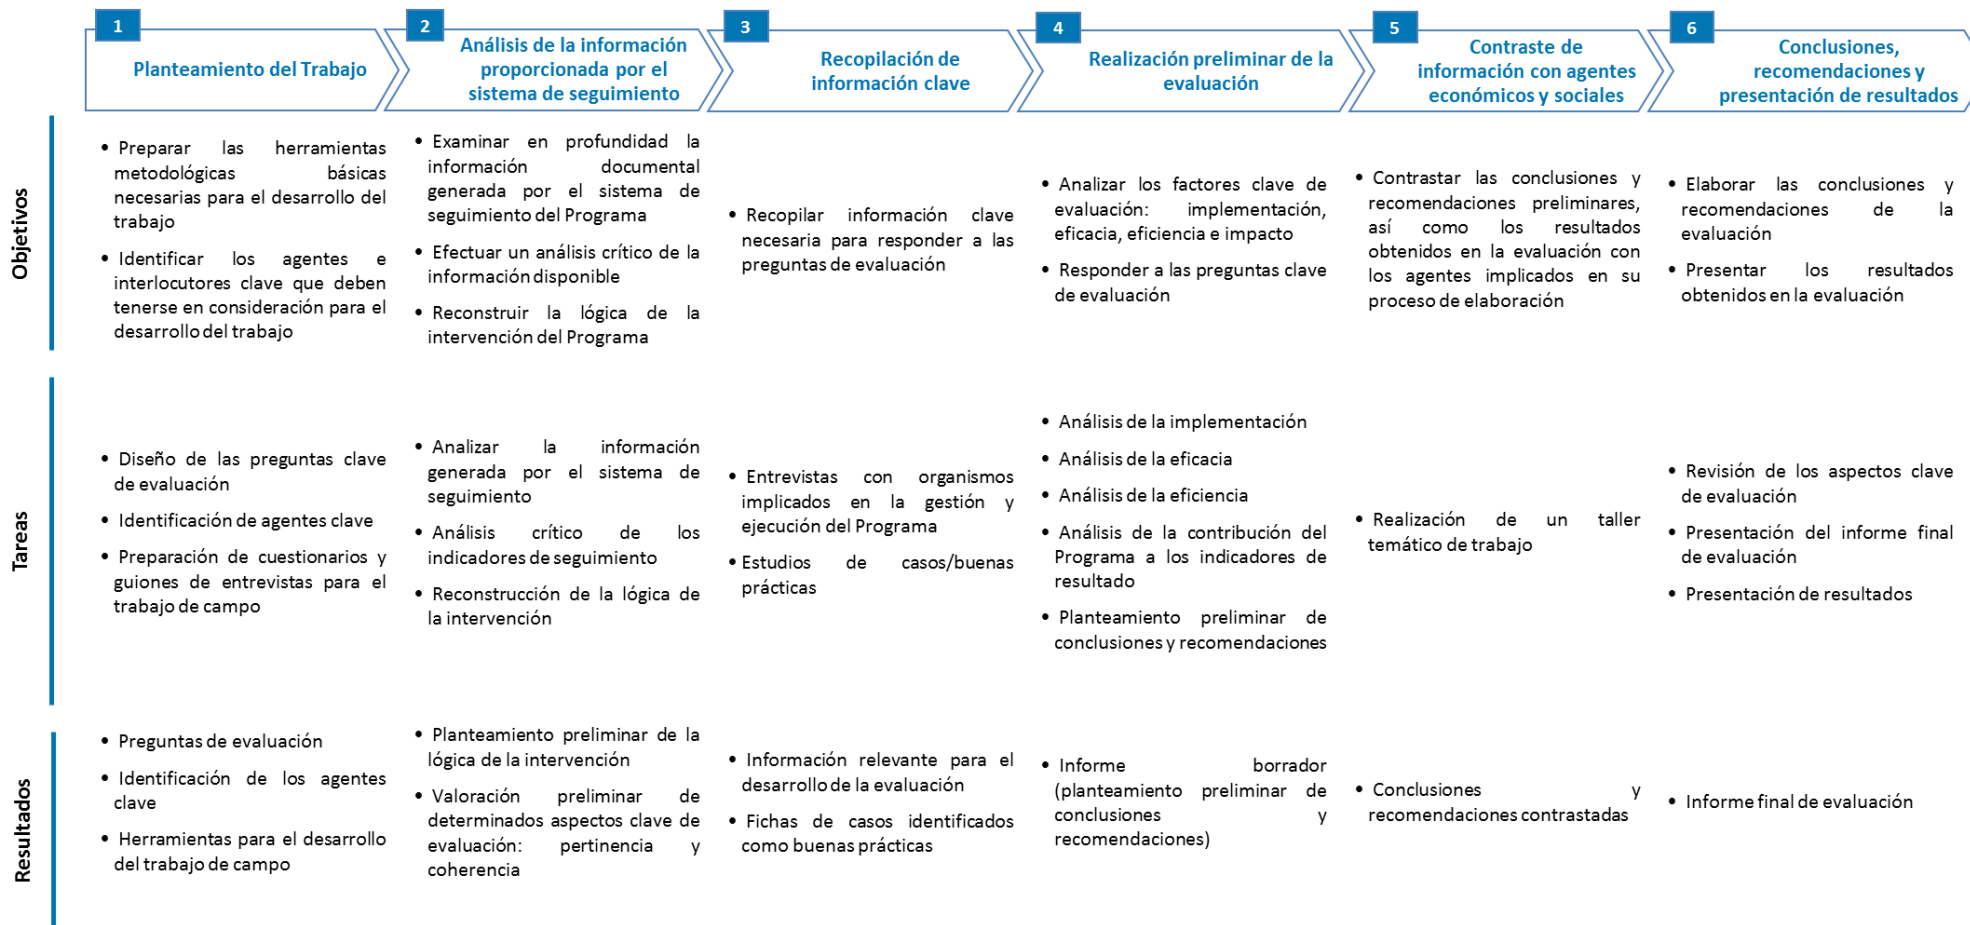 1
Planteamiento del Trabajo
2
Análisis de la información
proporcionada por el
sistema de seguimiento
3
Recopilación de
información clave
4
Realización preliminar de la
evaluación
5
Contraste de
información con agentes
económicos y sociales
6
Conclusiones,
recomendaciones y
presentación de resultados
Objetivos
• Preparar las herramientas
metodológicas básicas
necesarias para el desarrollo del
trabajo
• Identificar los agentes e
interlocutores clave que deben
tenerse en consideración para el
desarrollo del trabajo
• Examinar en profundidad la
información documental
generada por el sistema de
seguimiento del Programa
• Efectuar un análisis crítico de la
información disponible
• Reconstruir la lógica de la
intervención del Programa
• Recopilar información clave
necesaria para responder a las
preguntas de evaluación
• Analizar los factores clave de
evaluación: implementación,
eficacia, eficiencia e impacto
• Responder a las preguntas clave
de evaluación
• Contrastar las conclusiones y
recomendaciones preliminares,
así como los resultados
obtenidos en la evaluación con
los agentes implicados en su
proceso de elaboración
• Elaborar las conclusiones y
recomendaciones de la
evaluación
• Presentar los resultados
obtenidos en la evaluación
Tareas
• Diseño de las preguntas clave
de evaluación
• Identificación de agentes clave
• Preparación de cuestionarios y
guiones de entrevistas para el
trabajo de campo
• Analizar la información
generada por el sistema de
seguimiento
• Análisis crítico de los
indicadores de seguimiento
• Reconstrucción de la lógica de
la intervención
• Entrevistas con organismos
implicados en la gestión y
ejecución del Programa
• Estudios de casos/buenas
prácticas
• Análisis de la implementación
• Análisis de la eficacia
• Análisis de la eficiencia
• Análisis de la contribución del
Programa a los indicadores de
resultado
• Planteamiento preliminar de
conclusiones y recomendaciones
• Realización de un taller
temático de trabajo
• Revisión de los aspectos clave
de evaluación
• Presentación del informe final
de evaluación
• Presentación de resultados
Resultados
• Preguntas de evaluación
• Identificación de los agentes
clave
• Herramientas para el desarrollo
del trabajo de campo
• Planteamiento preliminar de la
lógica de la intervención
• Valoración preliminar de
determinados aspectos clave de
evaluación: pertinencia y
coherencia
• Información relevante para el
desarrollo de la evaluación
• Fichas de casos identificados
como buenas prácticas
• Informe borrador
(planteamiento preliminar de
conclusiones y
recomendaciones)
• Conclusiones y
recomendaciones contrastadas
• Informe final de evaluación